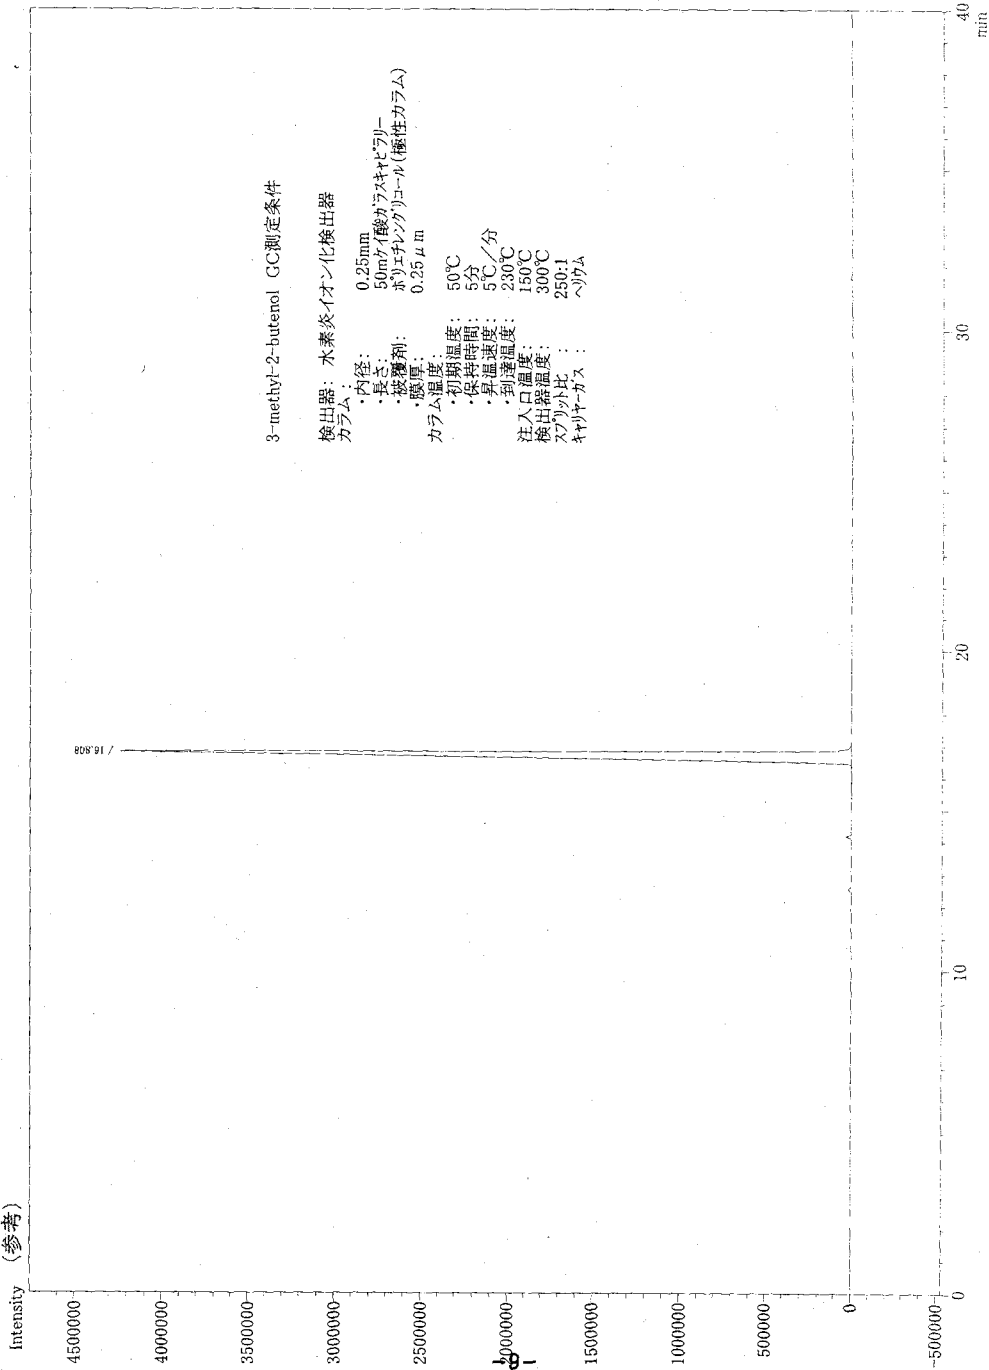 (参考)
Intensity
4500000
4000000
3500000
3000000
2500000
2000000
1500000
1000000
500000
0
-500000
/ 16.808
3-methyl-2-butenol GC測定条件
検出器: 水素炎イオン化検出器
カラム:
・内径: 0.25mm
・長さ: 50mケイ酸ガラスキャピラリー
・被覆剤: ポリエチレングリコール(極性カラム)
・膜厚: 0.25μm
カラム温度:
・初期温度: 50℃
・保持時間: 5分
・昇温速度: 5℃/分
・到達温度: 230℃
注入口温度: 150℃
検出器温度: 300℃
スプリット比 : 250:1
キャリヤーガス : ヘリウム
0
10
20
30
40
min